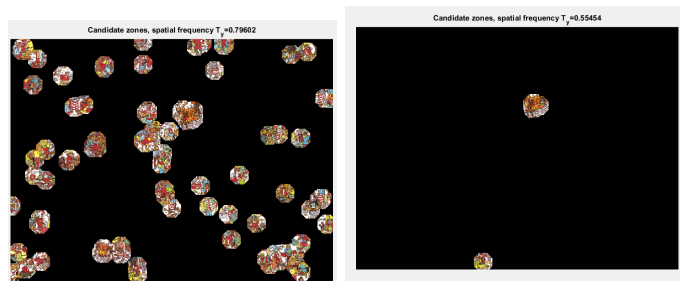 Candidate zones, spatial frequency T_y=0.79602
Candidate zones, spatial frequency T_y=0.55454